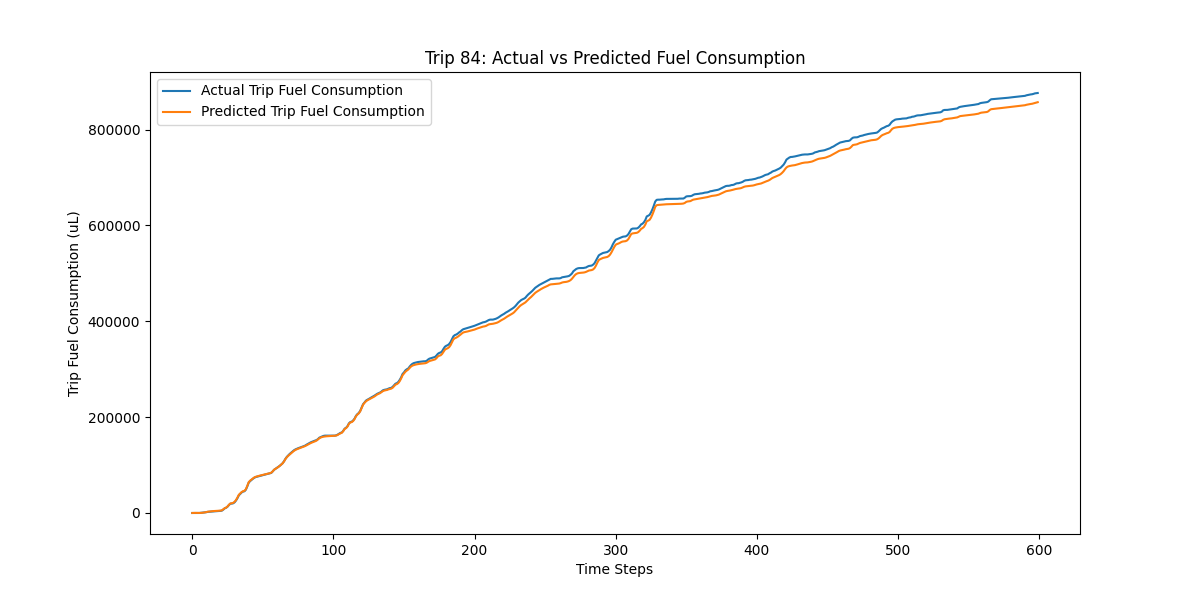 Trip 84: Actual vs Predicted Fuel Consumption
Actual Trip Fuel Consumption
Predicted Trip Fuel Consumption
Trip Fuel Consumption (uL)
800000
600000
400000
200000
0
0 100 200 300 400 500 600
Time Steps